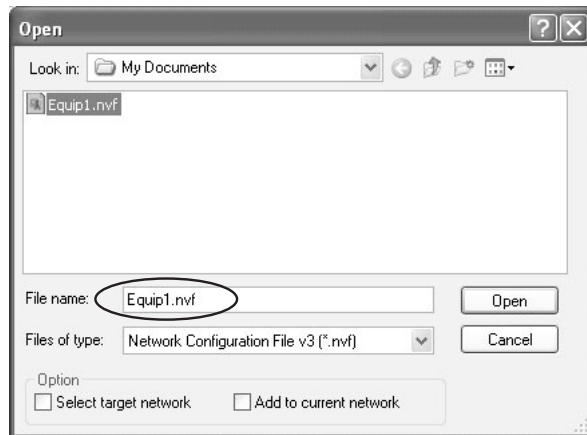 Open
Look in: My Documents
Equip1.nvf
File name: Equip1.nvf Open
Files of type: Network Configuration File v3 (*.nvf) Cancel
Option
Select target network Add to current network